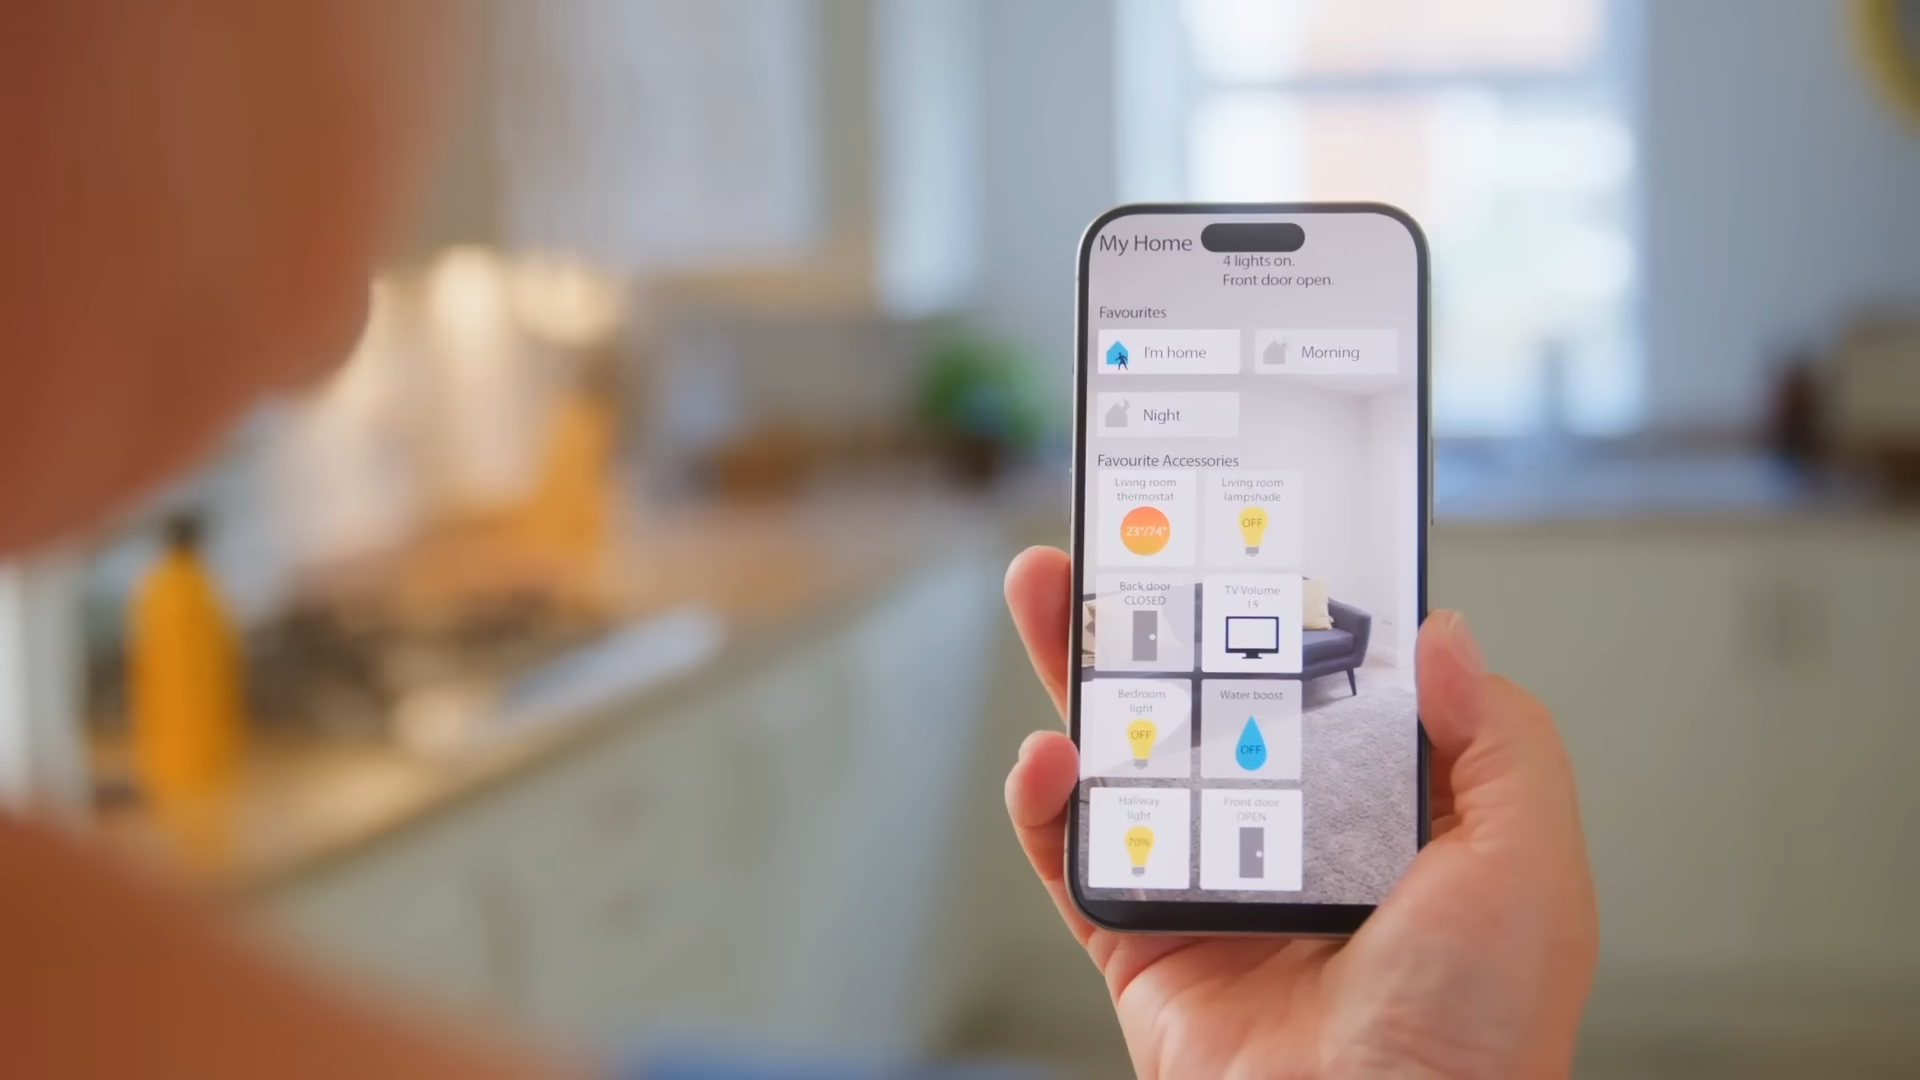 My Home
4 lights on.
Front door open.
Favourites
I'm home
Morning
Night
Favourite Accessories
Living room
thermostat
23°/74°
Living room
lampshade
OFF
Back door
CLOSED
TV Volume
15
Bedroom
light
OFF
Water boost
OFF
Hallway
light
70%
Front door
OPEN